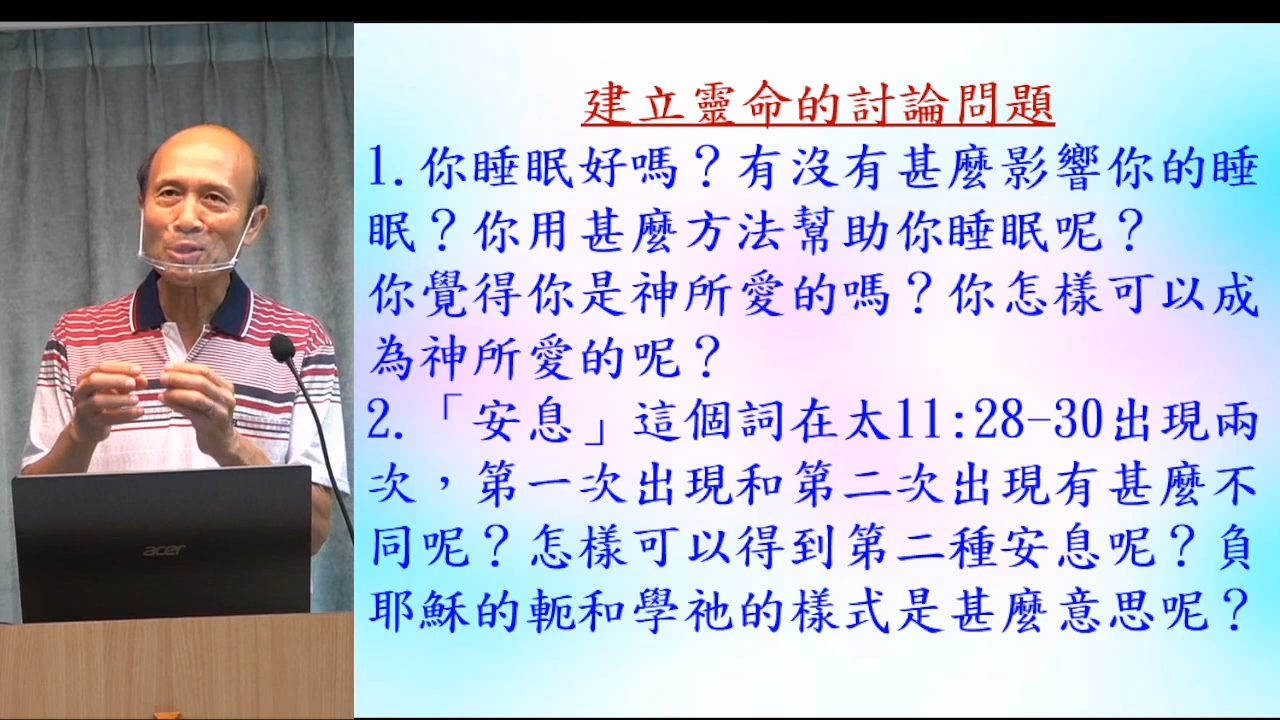 建立靈命的討論問題
1.你睡眠好嗎？有沒有甚麼影響你的睡
眠？你用甚麼方法幫助你睡眠呢？
你覺得你是神所愛的嗎？你怎樣可以成
為神所愛的呢？
2.「安息」這個詞在太11:28-30出現兩
次，第一次出現和第二次出現有甚麼不
同呢？怎樣可以得到第二種安息呢？負
耶穌的軛和學祂的樣式是甚麼意思呢？
acer